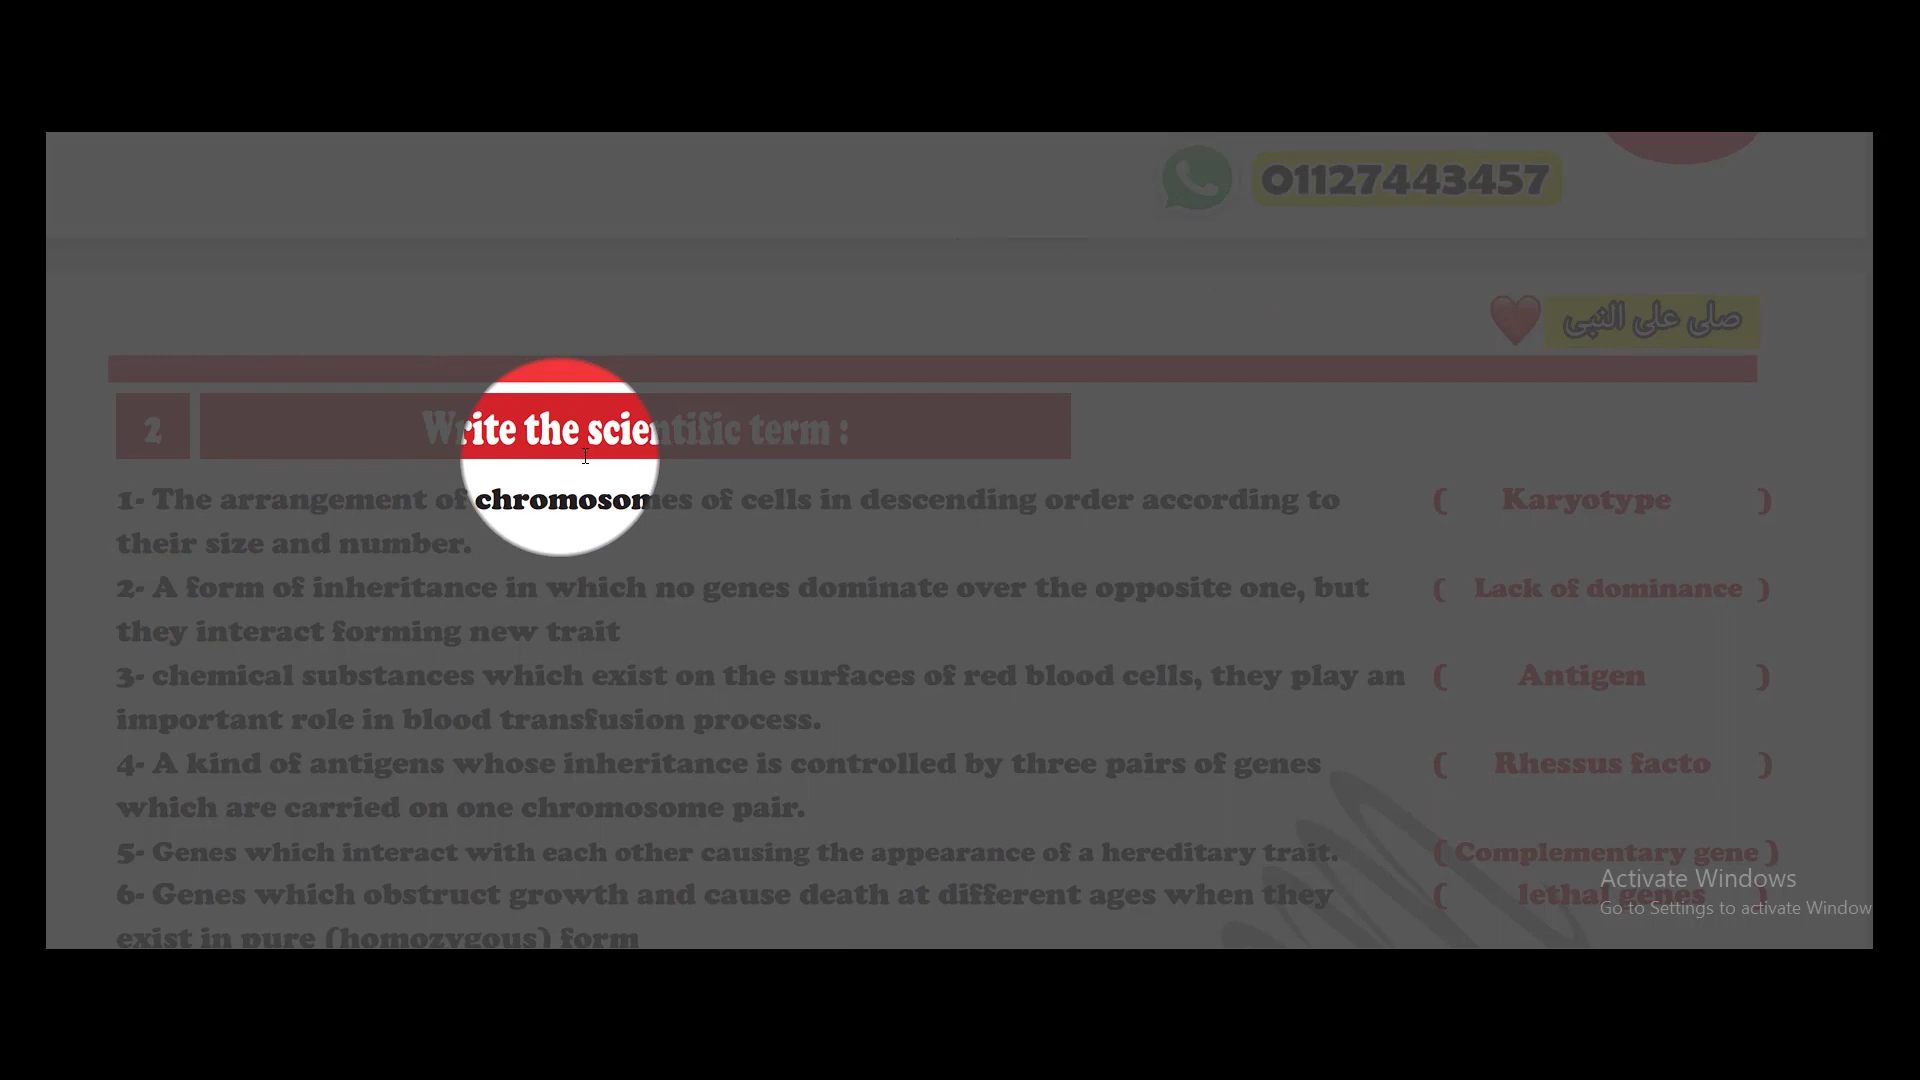 01127443457
صلى على النبى
2 Write the scientific term :
1- The arrangement of chromosomes of cells in descending order according to ( Karyotype )
their size and number.
2- A form of inheritance in which no genes dominate over the opposite one, but ( Lack of dominance )
they interact forming new trait
3- chemical substances which exist on the surfaces of red blood cells, they play an ( Antigen )
important role in blood transfusion process.
4- A kind of antigens whose inheritance is controlled by three pairs of genes ( Rhessus facto )
which are carried on one chromosome pair.
5- Genes which interact with each other causing the appearance of a hereditary trait. ( Complementary gene )
6- Genes which obstruct growth and cause death at different ages when they ( lethal genes )
exist in pure (homozygous) form
Activate Windows
Go to Settings to activate Window